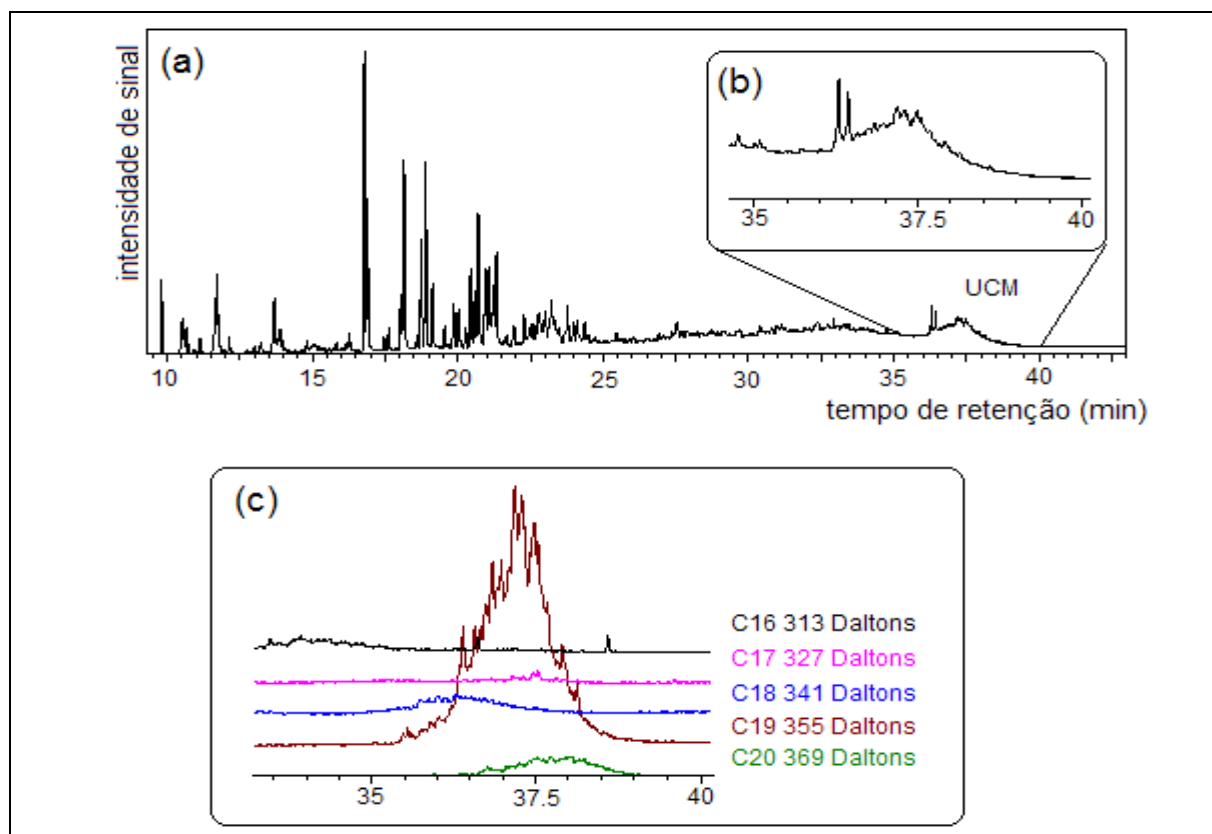 (a)
intensidade de sinal
(b)
35 37.5 40
UCM
10 15 20 25 30 35 40
tempo de retenção (min)
(c)
C16 313 Daltons
C17 327 Daltons
C18 341 Daltons
C19 355 Daltons
C20 369 Daltons
35 37.5 40